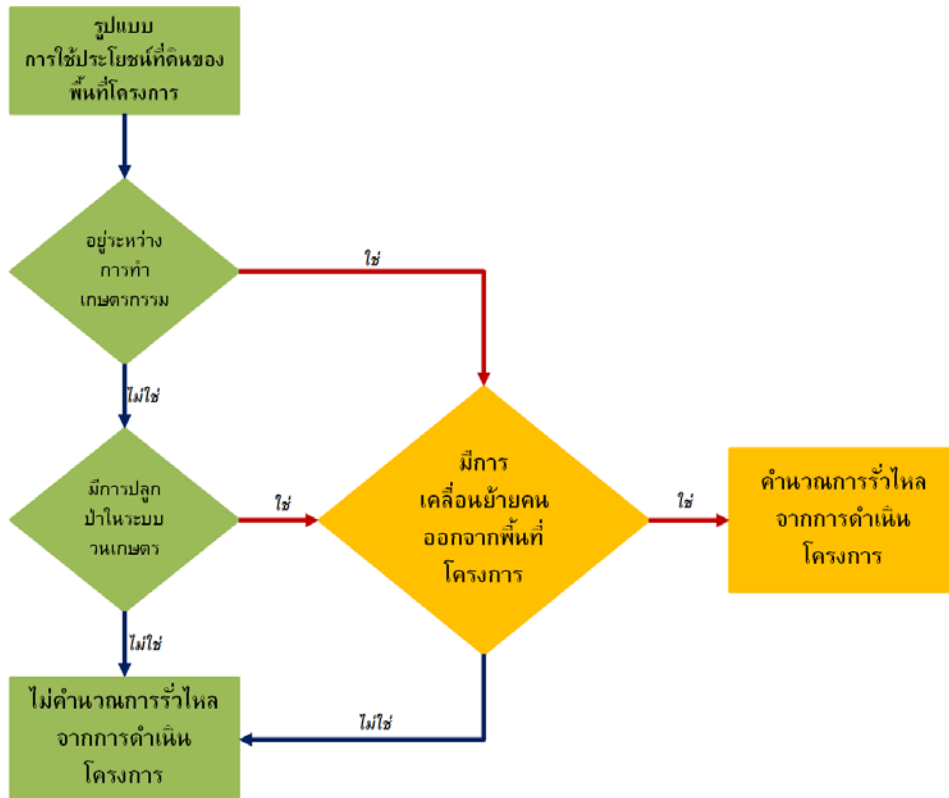 รูปแบบ
การใช้ประโยชน์ที่ดินของ
พื้นที่โครงการ
อยู่ระหว่าง
การทำ
เกษตรกรรม
ใช่
ไม่ใช่
มีการปลูก
ป่าในระบบ
วนเกษตร
ใช่
มีการ
เคลื่อนย้ายคน
ออกจากพื้นที่
โครงการ
ใช่
คำนวณการรั่วไหล
จากการดำเนิน
โครงการ
ไม่ใช่
ไม่คำนวณการรั่วไหล
จากการดำเนิน
โครงการ
ไม่ใช่